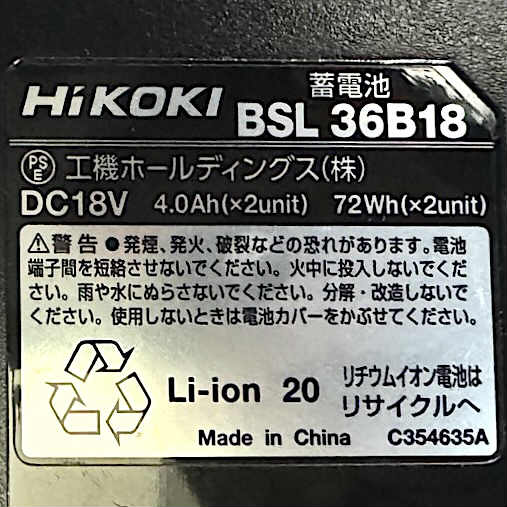 HiKOKI
蓄電池
BSL 36B18
PS
E
工機ホールディングス(株)
DC18V 4.0Ah(×2unit) 72Wh(×2unit)
⚠警告 ●発煙、発火、破裂などの恐れがあります。電池
端子間を短絡させないでください。火中に投入しないでくだ
さい。雨や水にぬらさないでください。分解・改造しないで
ください。使用しないときは電池カバーをかぶせてください。
Li-ion 20
リチウムイオン電池は
リサイクルへ
Made in China C354635A